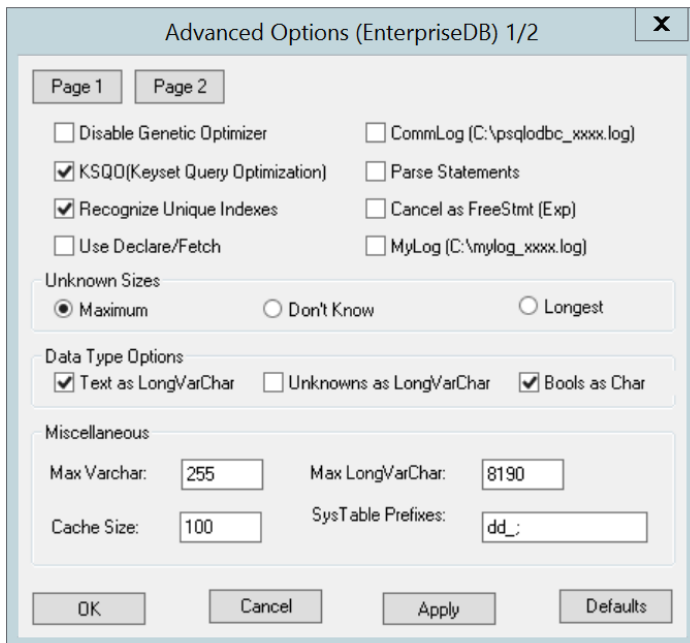 Advanced Options (EnterpriseDB) 1/2
X
Page 1 Page 2
Disable Genetic Optimizer CommLog (C:\psqlodbc_xxxx.log)
KSQO(Keyset Query Optimization) Parse Statements
Recognize Unique Indexes Cancel as FreeStmt (Exp)
Use Declare/Fetch MyLog (C:\mylog_xxxx.log)
Unknown Sizes
Maximum Don't Know Longest
Data Type Options
Text as LongVarChar Unknowns as LongVarChar Bools as Char
Miscellaneous
Max Varchar: 255 Max LongVarChar: 8190
Cache Size: 100 SysTable Prefixes: dd_;
OK Cancel Apply Defaults